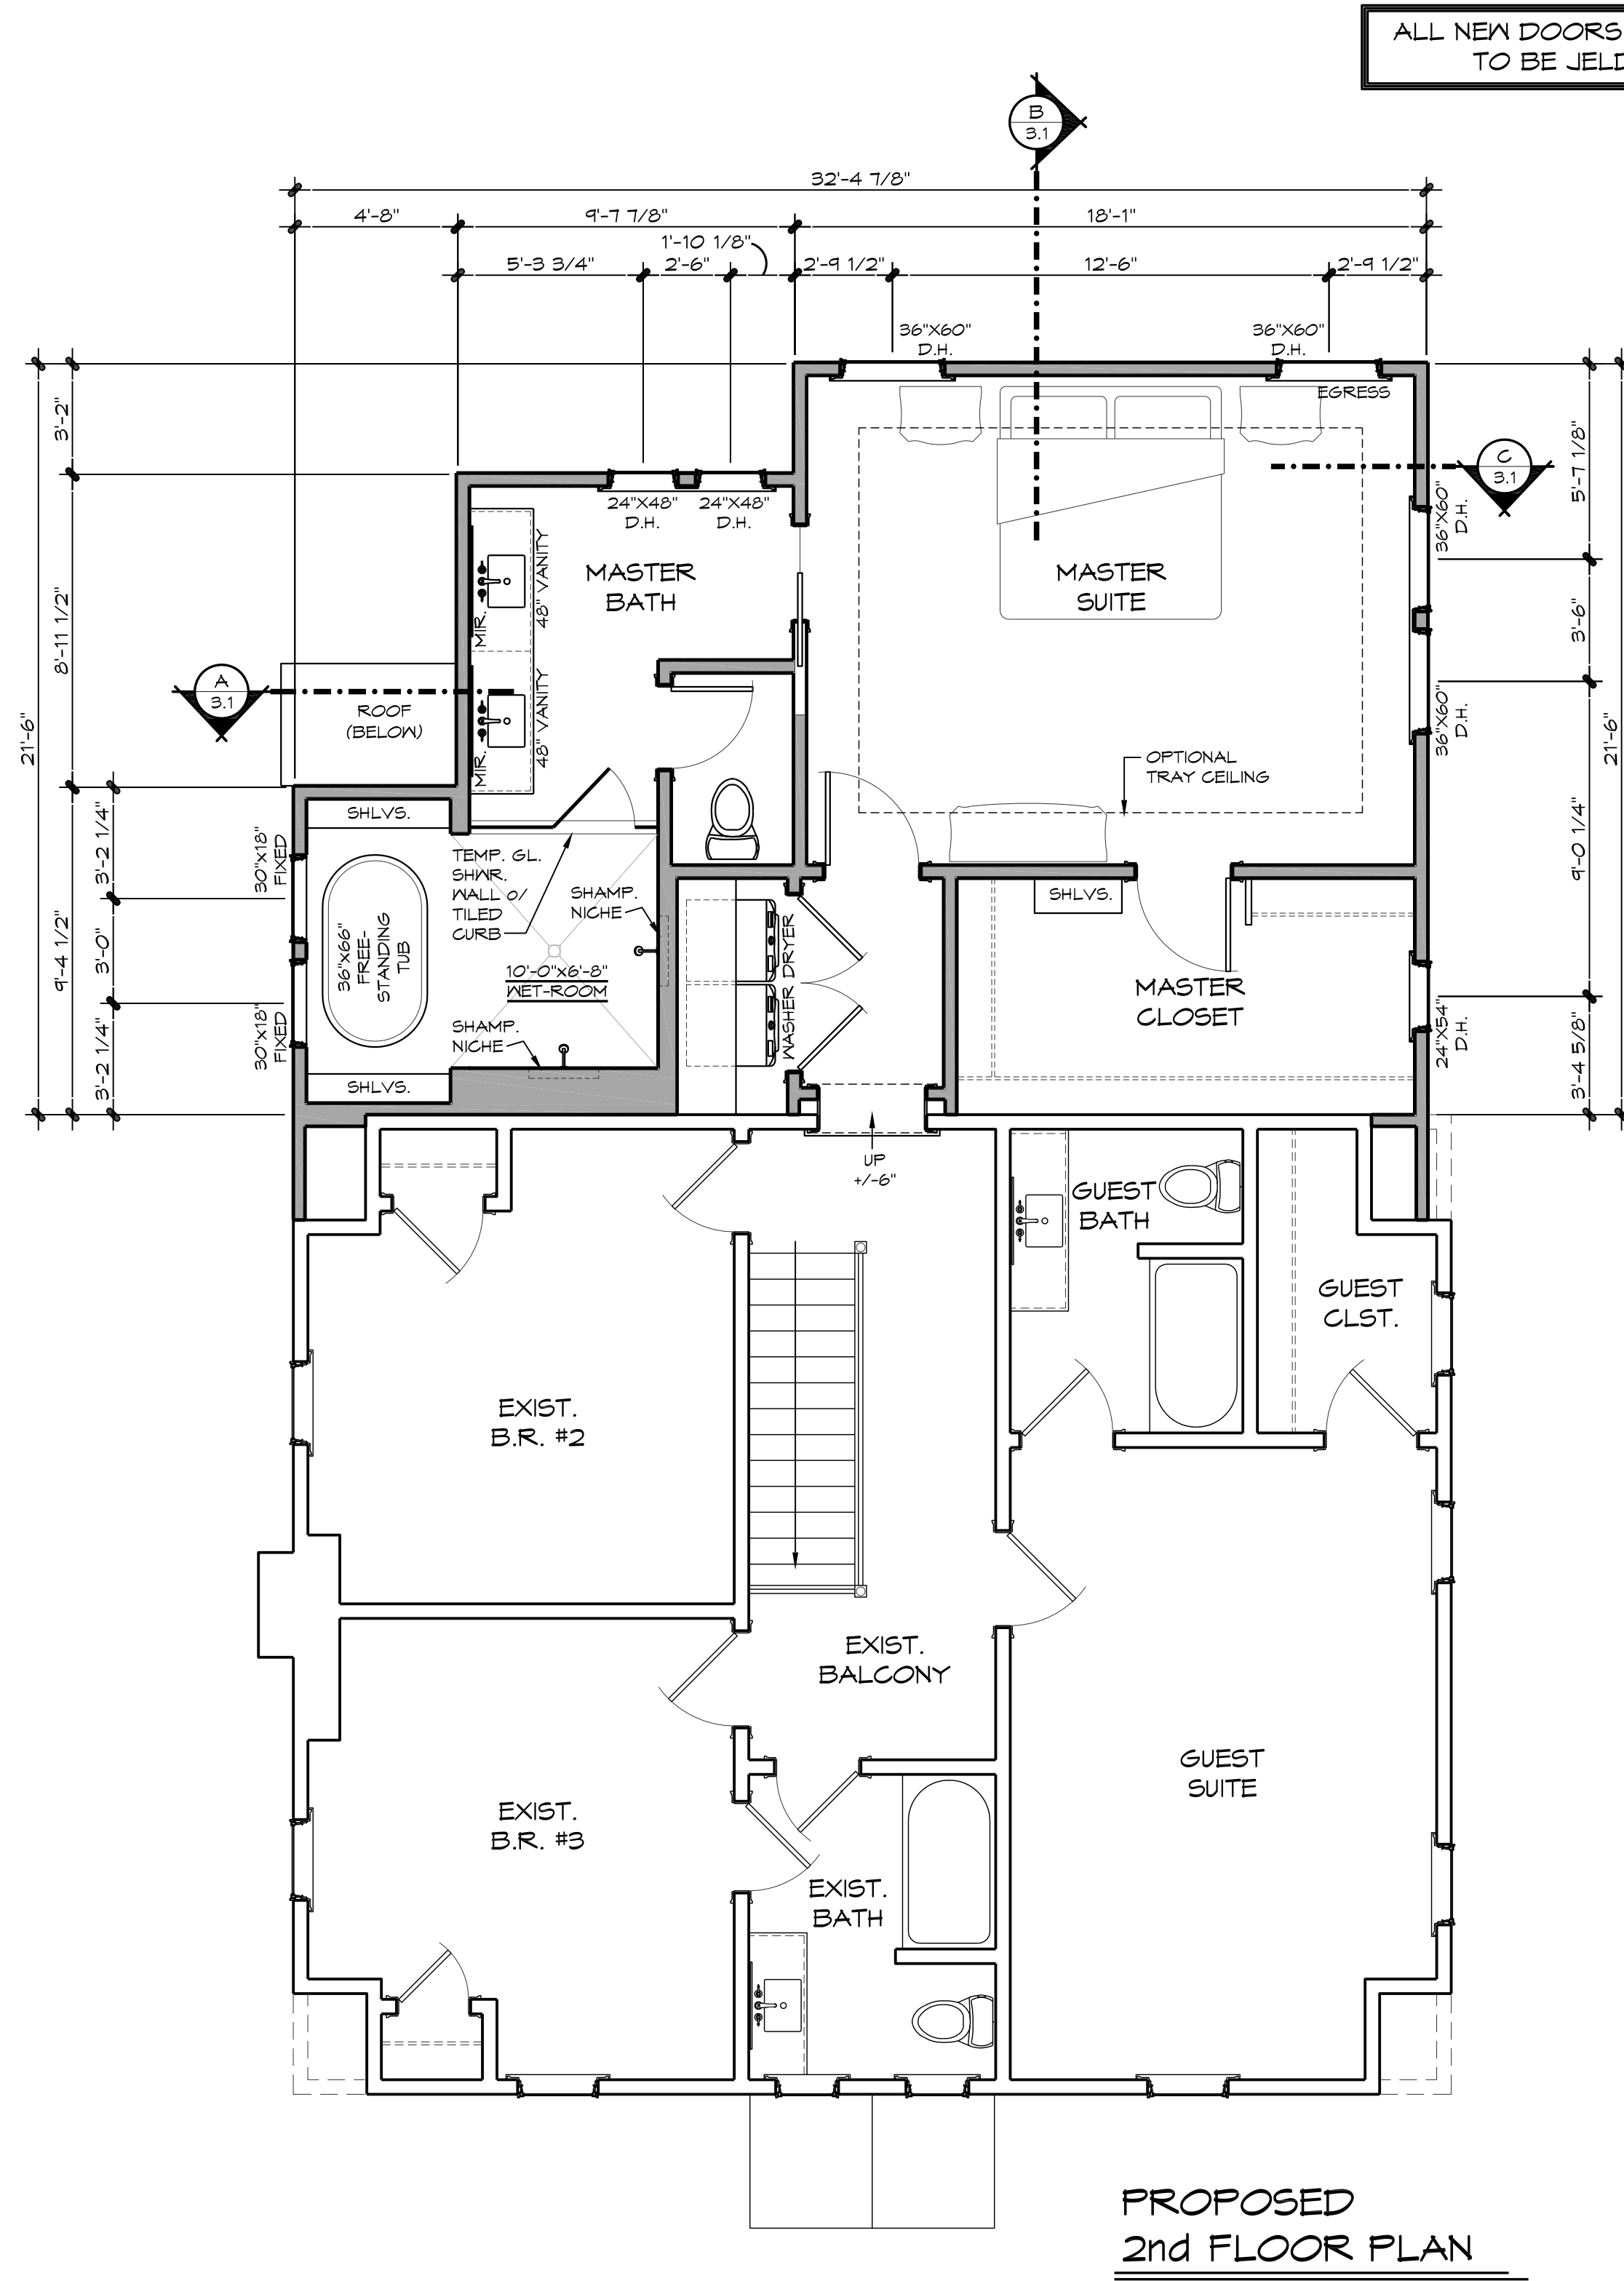 ALL NEW DOORS
TO BE JELD
B
3.1
32'-4 7/8"
4'-8"
9'-7 7/8"
18'-1"
1'-10 1/8"
5'-3 3/4"
2'-6"
2'-9 1/2"
12'-6"
2'-9 1/2"
36"X60"
D.H.
36"X60"
D.H.
EGRESS
3'-2"
8'-11 1/2"
21'-6"
9'-4 1/2"
3'-2 1/4"
3'-0"
3'-2 1/4"
5'-7 1/8"
3'-6"
9'-0 1/4"
3'-4 5/8"
21'-6"
C
3.1
36"X60"
D.H.
36"X60"
D.H.
24"X54"
D.H.
24"X48"
D.H.
24"X48"
D.H.
MASTER
BATH
48" VANITY
MIR.
48" VANITY
MIR.
MASTER
SUITE
A
3.1
ROOF
(BELOW)
OPTIONAL
TRAY CEILING
SHLVS.
30"X18"
FIXED
30"X18"
FIXED
36"X66"
FREE-
STANDING
TUB
TEMP. GL.
SHWR.
WALL O/
TILED
CURB
SHAMP.
NICHE
10'-0"X6'-8"
WET-ROOM
SHAMP.
NICHE
SHLVS.
WASHER DRYER
SHLVS.
MASTER
CLOSET
UP
+/-6"
GUEST
BATH
GUEST
CLST.
EXIST.
B.R. #2
EXIST.
BALCONY
GUEST
SUITE
EXIST.
B.R. #3
EXIST.
BATH
PROPOSED
2nd FLOOR PLAN